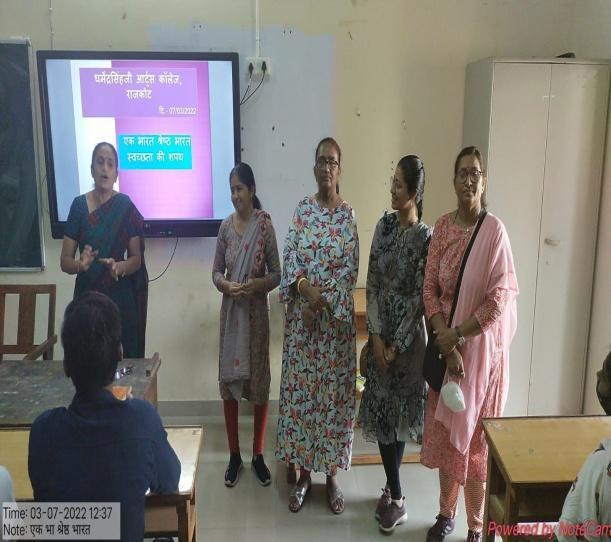 धर्मेंद्रसिंहजी आर्ट्स कॉलेज,
राजकोट
दि.- 07/03/2022
एक भारत श्रेष्ठ भारत
स्वच्छता की शपथ
Time: 03-07-2022 12:37
Note: एक भा श्रेष्ठ भारत
Powered by NoteCam